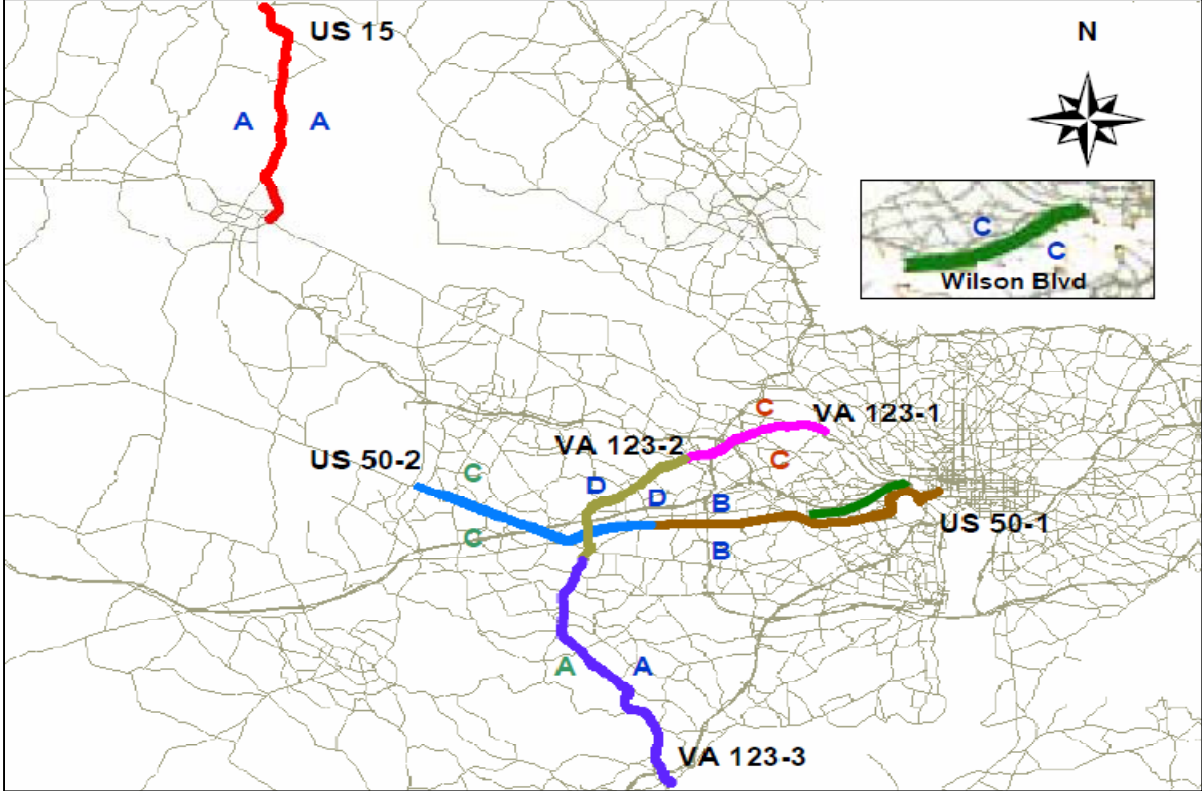 US 15
N
A A
C
C
Wilson Blvd
C
VA 123-1
VA 123-2
C
US 50-2
C
D
D
B
US 50-1
C
B
A
A
VA 123-3